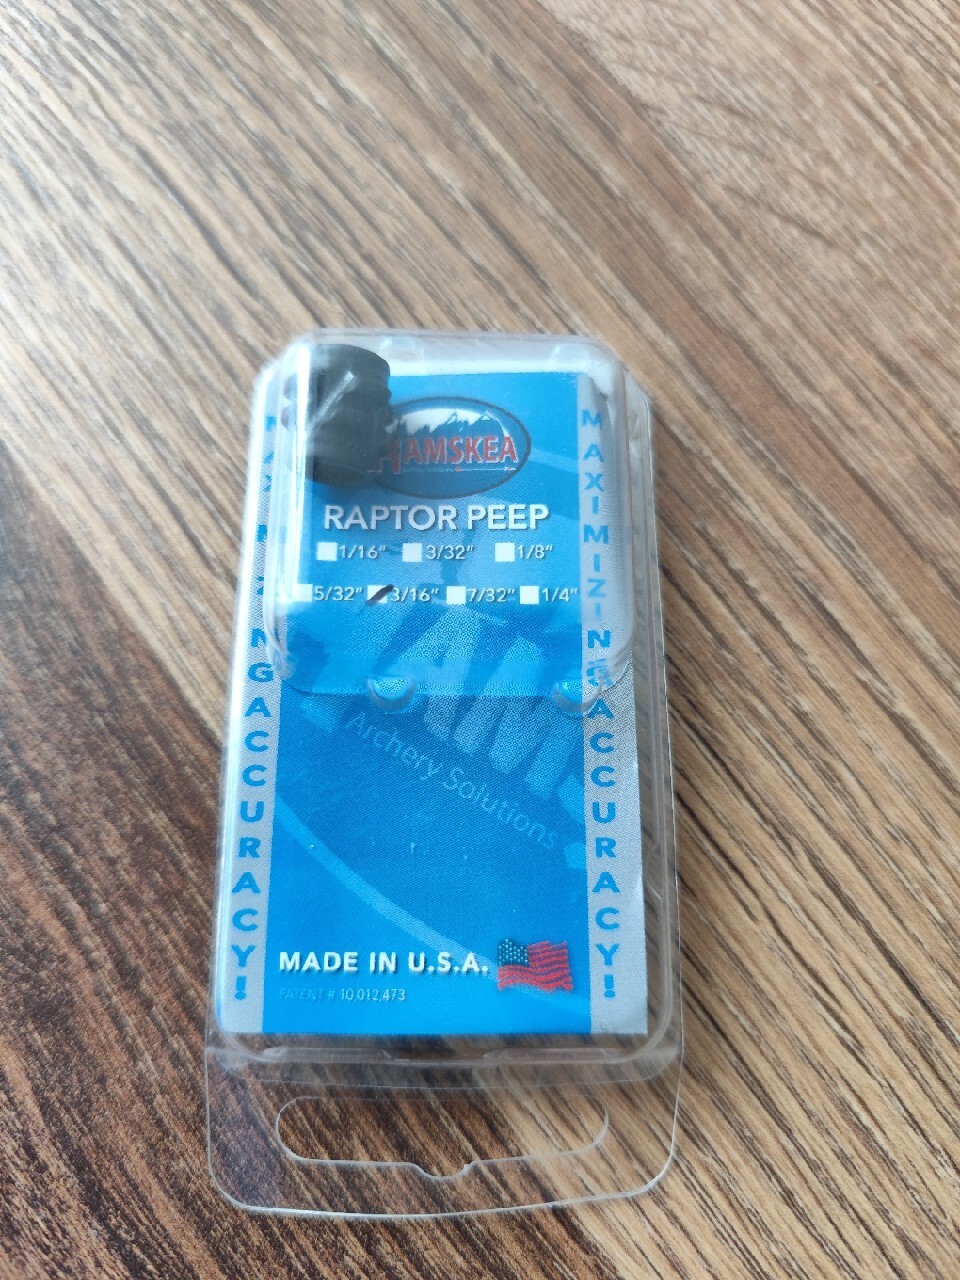 HAMSKEA
RAPTOR PEEP
1/16" 3/32" 1/8"
5/32" 3/16" 7/32" 1/4"
MAXIMIZING ACCURACY!
MAXIMIZING ACCURACY!
HAMS
Archery Solutions
MADE IN U.S.A.
PATENT # 10,012,473